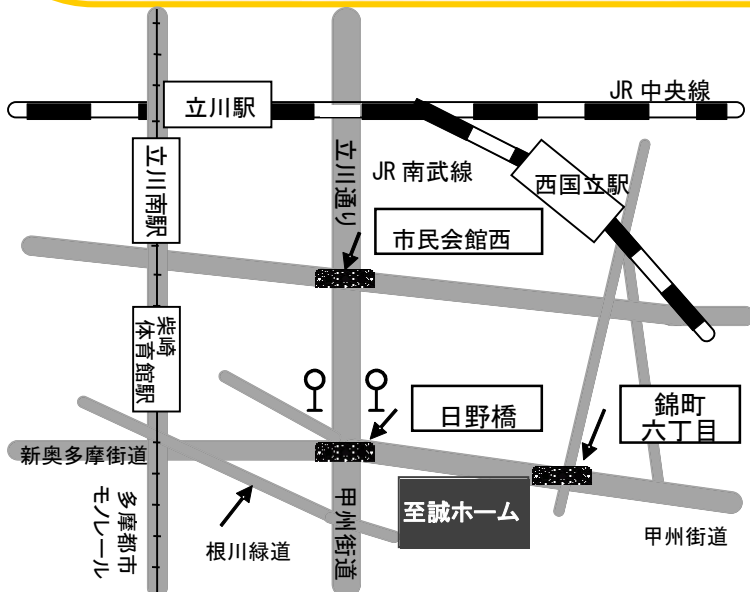 JR 中央線
立川駅
立川通り
JR 南武線
西国立駅
立川南駅
市民会館西
柴崎
体育館駅
日野橋
錦町
六丁目
新奥多摩街道
多摩都市
モノレール
甲州街道
至誠ホーム
根川緑道
甲州街道